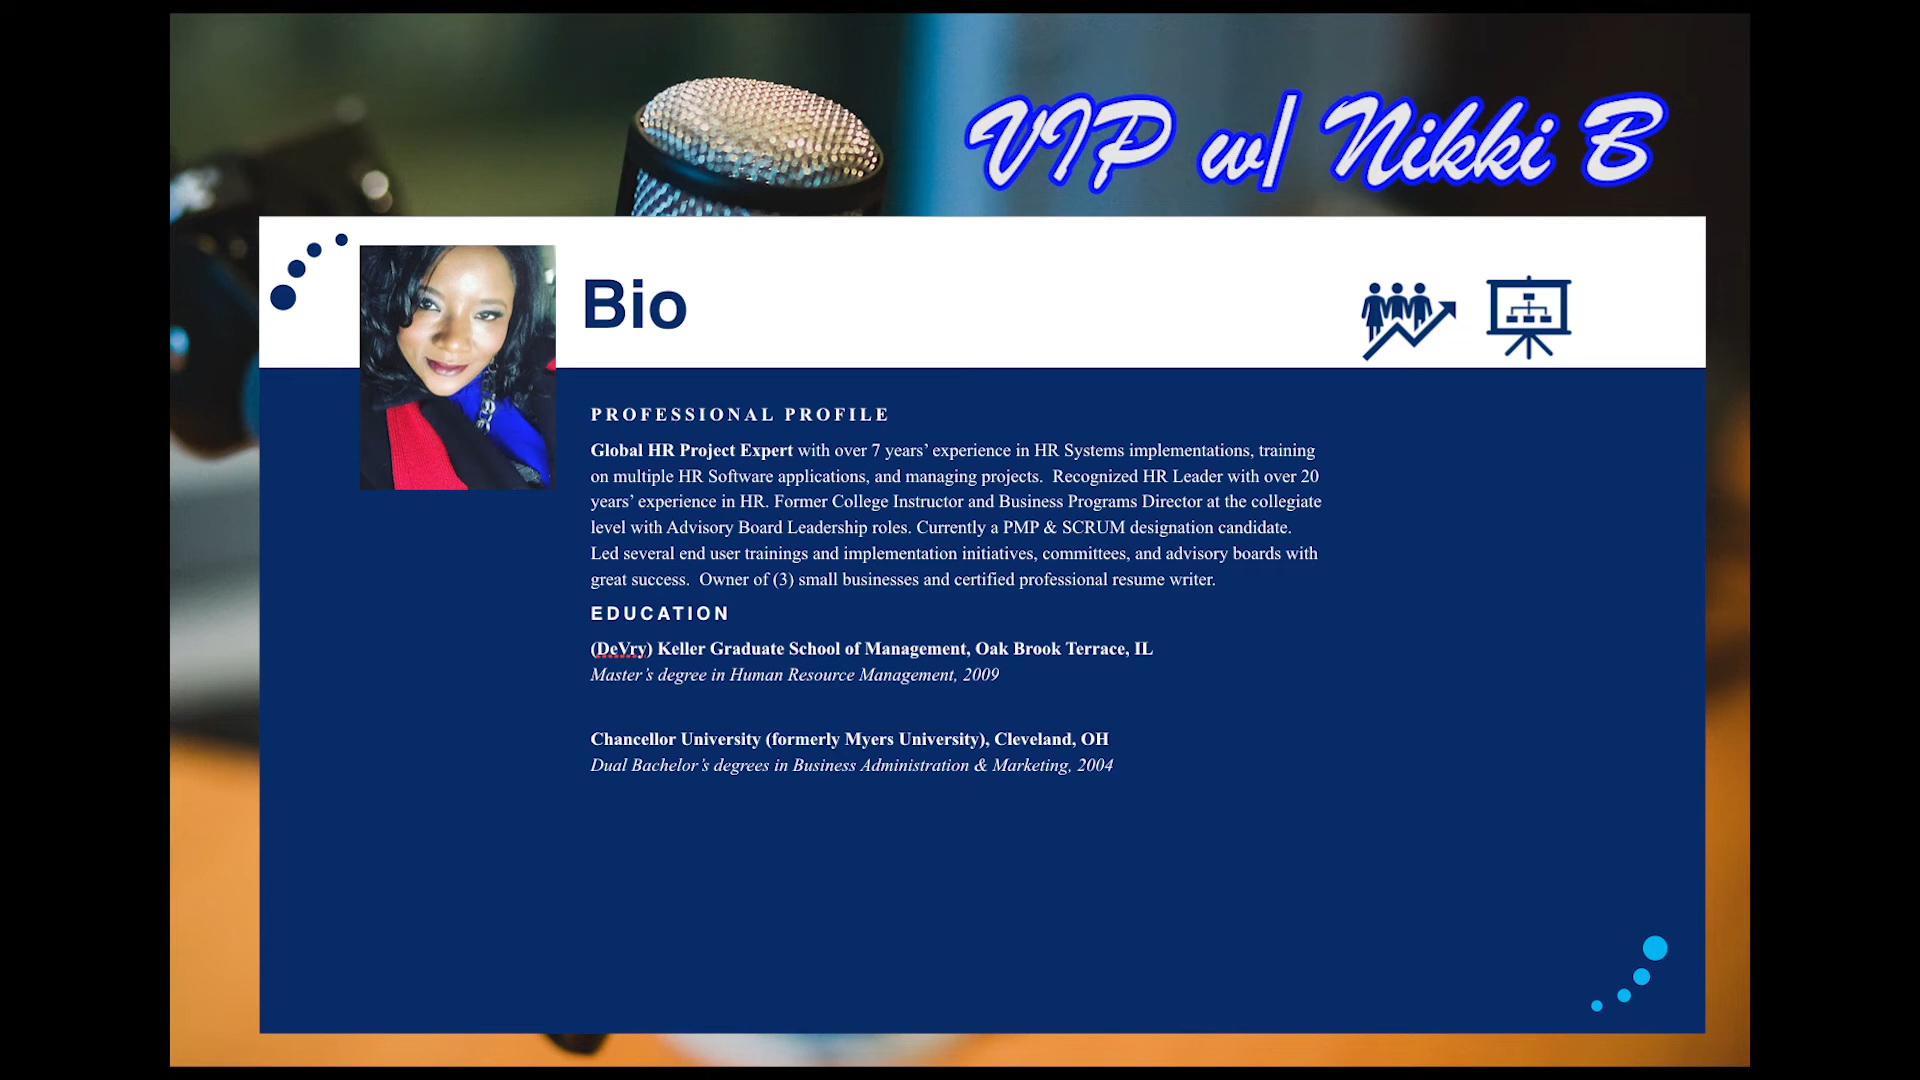 VIP w/ Nikki B
Bio
PROFESSIONAL PROFILE
Global HR Project Expert with over 7 years’ experience in HR Systems implementations, training
on multiple HR Software applications, and managing projects.  Recognized HR Leader with over 20
years’ experience in HR. Former College Instructor and Business Programs Director at the collegiate
level with Advisory Board Leadership roles. Currently a PMP & SCRUM designation candidate.
Led several end user trainings and implementation initiatives, committees, and advisory boards with
great success.  Owner of (3) small businesses and certified professional resume writer.
EDUCATION
(DeVry) Keller Graduate School of Management, Oak Brook Terrace, IL
Master’s degree in Human Resource Management, 2009
Chancellor University (formerly Myers University), Cleveland, OH
Dual Bachelor’s degrees in Business Administration & Marketing, 2004